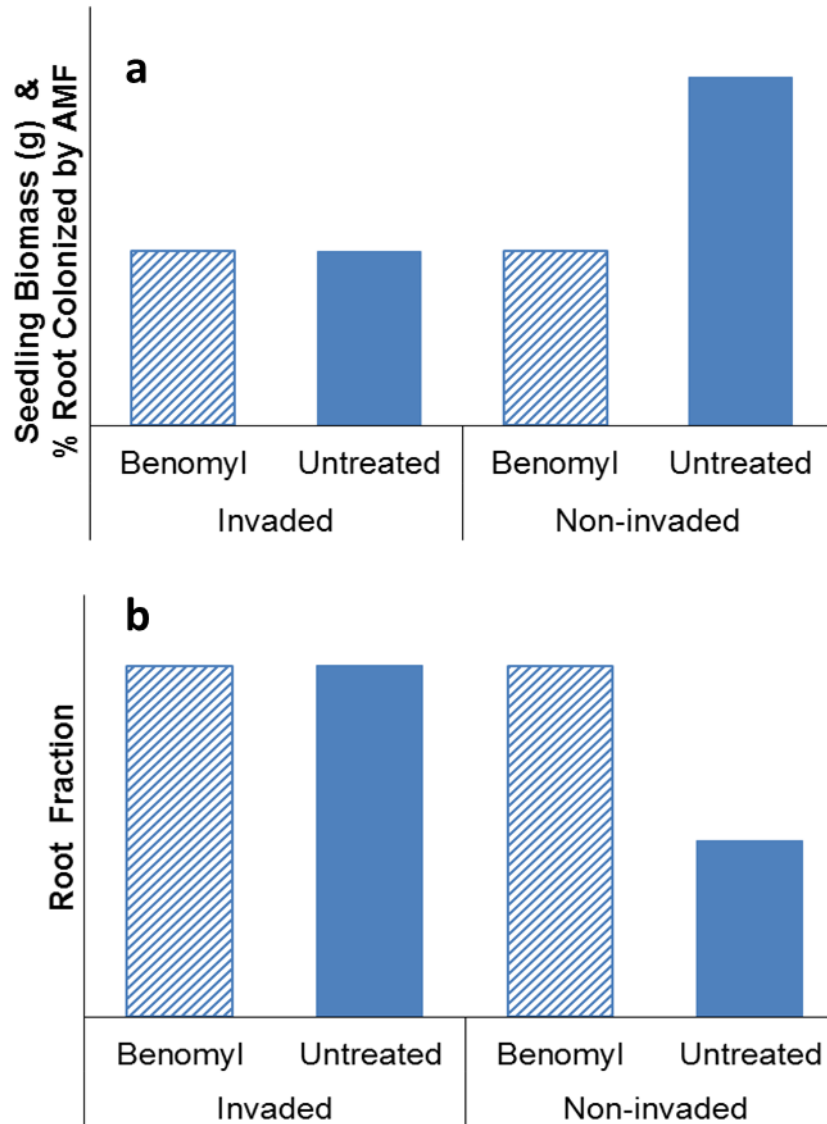 a
Seedling Biomass (g) &
% Root Colonized by AMF
Benomyl Untreated Benomyl Untreated
Invaded Non-invaded
b
Root Fraction
Benomyl Untreated Benomyl Untreated
Invaded Non-invaded